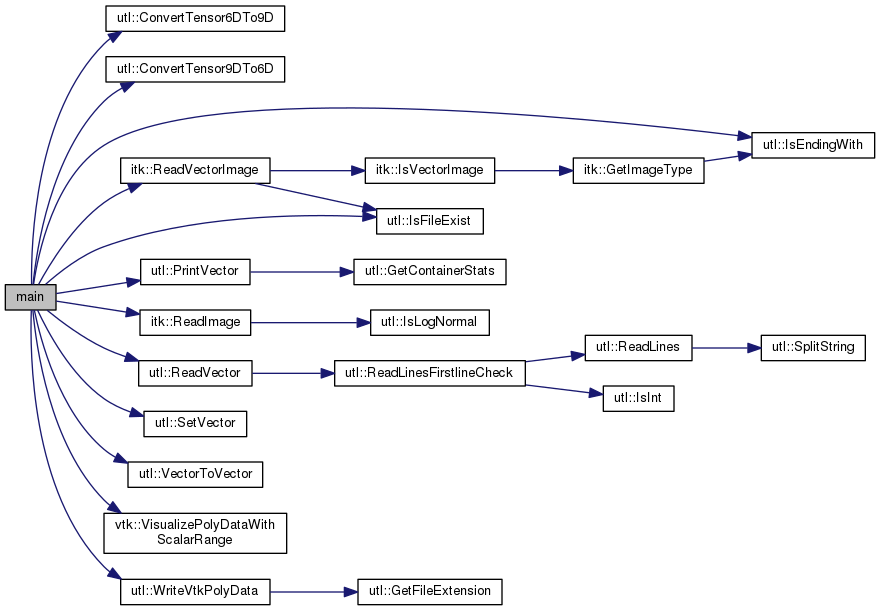 utl::ConvertTensor6DTo9D
utl::ConvertTensor9DTo6D
utl::IsEndingWith
itk::ReadVectorImage
itk::IsVectorImage
itk::GetImageType
utl::IsFileExist
utl::PrintVector
utl::GetContainerStats
main
itk::ReadImage
utl::IsLogNormal
utl::ReadVector
utl::ReadLinesFirstlineCheck
utl::ReadLines
utl::SplitString
utl::IsInt
utl::SetVector
utl::VectorToVector
vtk::VisualizePolyDataWith
ScalarRange
utl::WriteVtkPolyData
utl::GetFileExtension